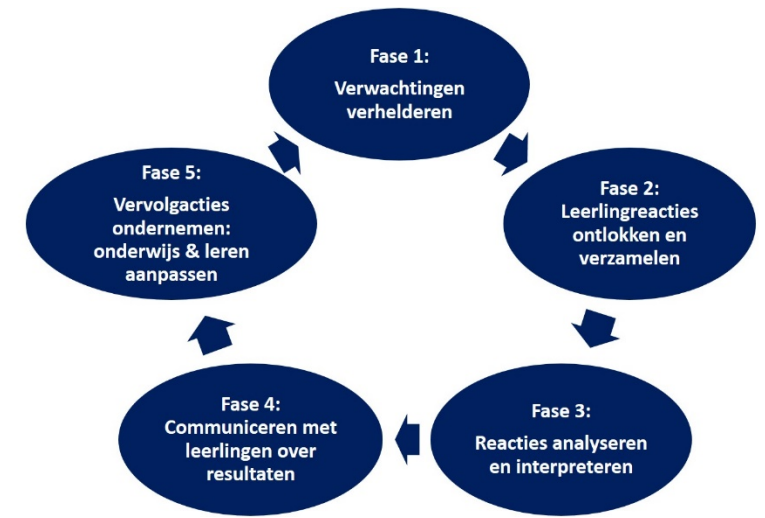 Fase 1:
Verwachtingen
verhelderen
Fase 2:
Leerlingreacties
ontlokken en
verzamelen
Fase 3:
Reacties analyseren
en interpreteren
Fase 4:
Communiceren met
leerlingen over
resultaten
Fase 5:
Vervolgacties
ondernemen:
onderwijs & leren
aanpassen